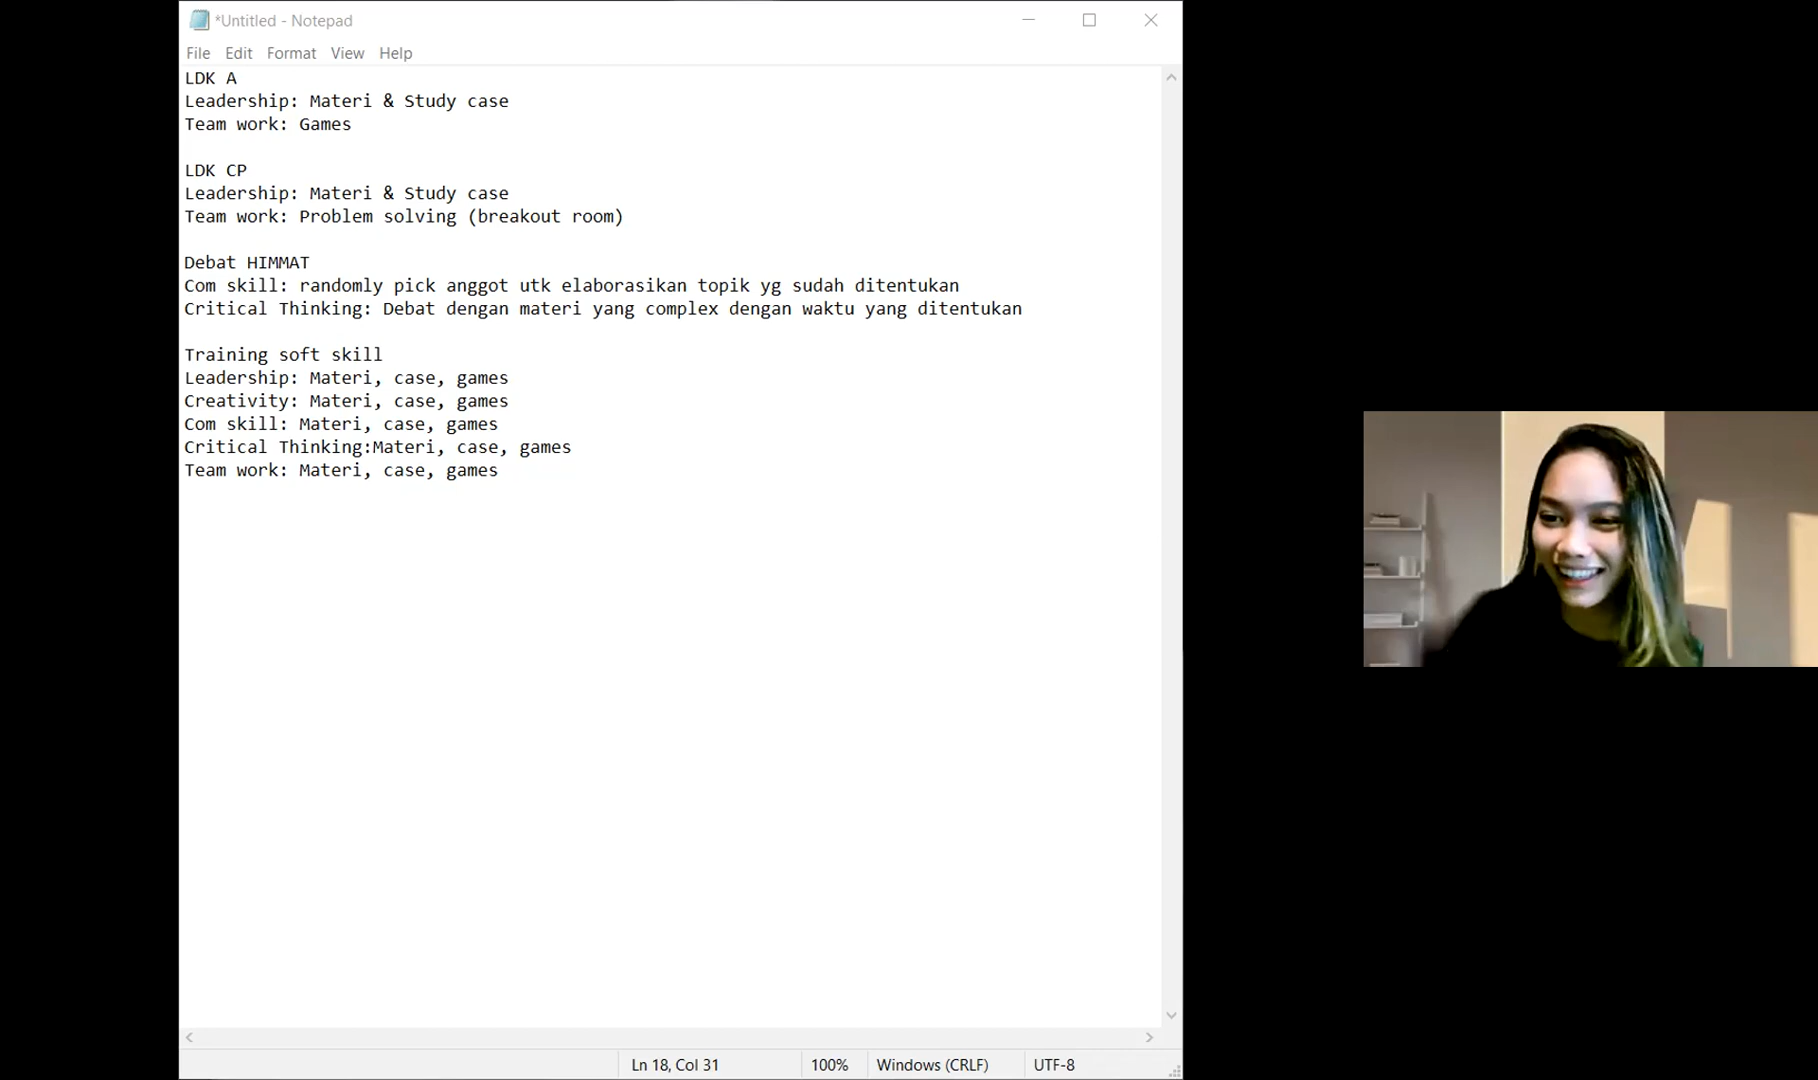 *Untitled - Notepad
File Edit Format View Help
LDK A
Leadership: Materi & Study case
Team work: Games
LDK CP
Leadership: Materi & Study case
Team work: Problem solving (breakout room)
Debat HIMMAT
Com skill: randomly pick anggot utk elaborasikan topik yg sudah ditentukan
Critical Thinking: Debat dengan materi yang complex dengan waktu yang ditentukan
Training soft skill
Leadership: Materi, case, games
Creativity: Materi, case, games
Com skill: Materi, case, games
Critical Thinking:Materi, case, games
Team work: Materi, case, games
Ln 18, Col 31 100% Windows (CRLF) UTF-8